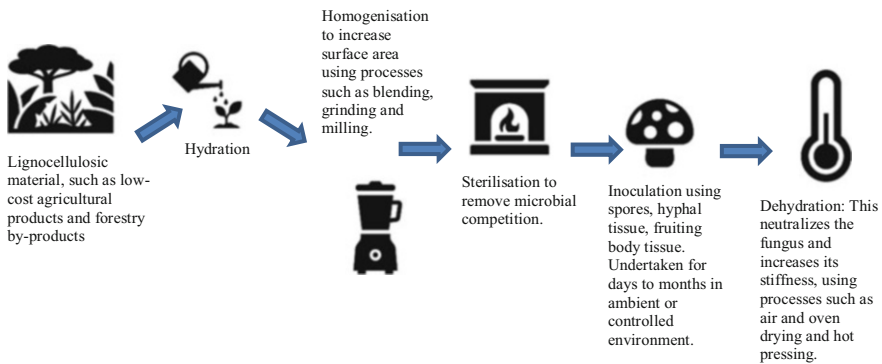 Lignocellulosic
material, such as low-
cost agricultural
products and forestry
by-products
Hydration
Homogenisation
to increase
surface area
using processes
such as blending,
grinding and
milling.
Sterilisation to
remove microbial
competition.
Inoculation using
spores, hyphal
tissue, fruiting
body tissue.
Undertaken for
days to months in
ambient or
controlled
environment.
Dehydration: This
neutralizes the
fungus and
increases its
stiffness, using
processes such as
air and oven
drying and hot
pressing.